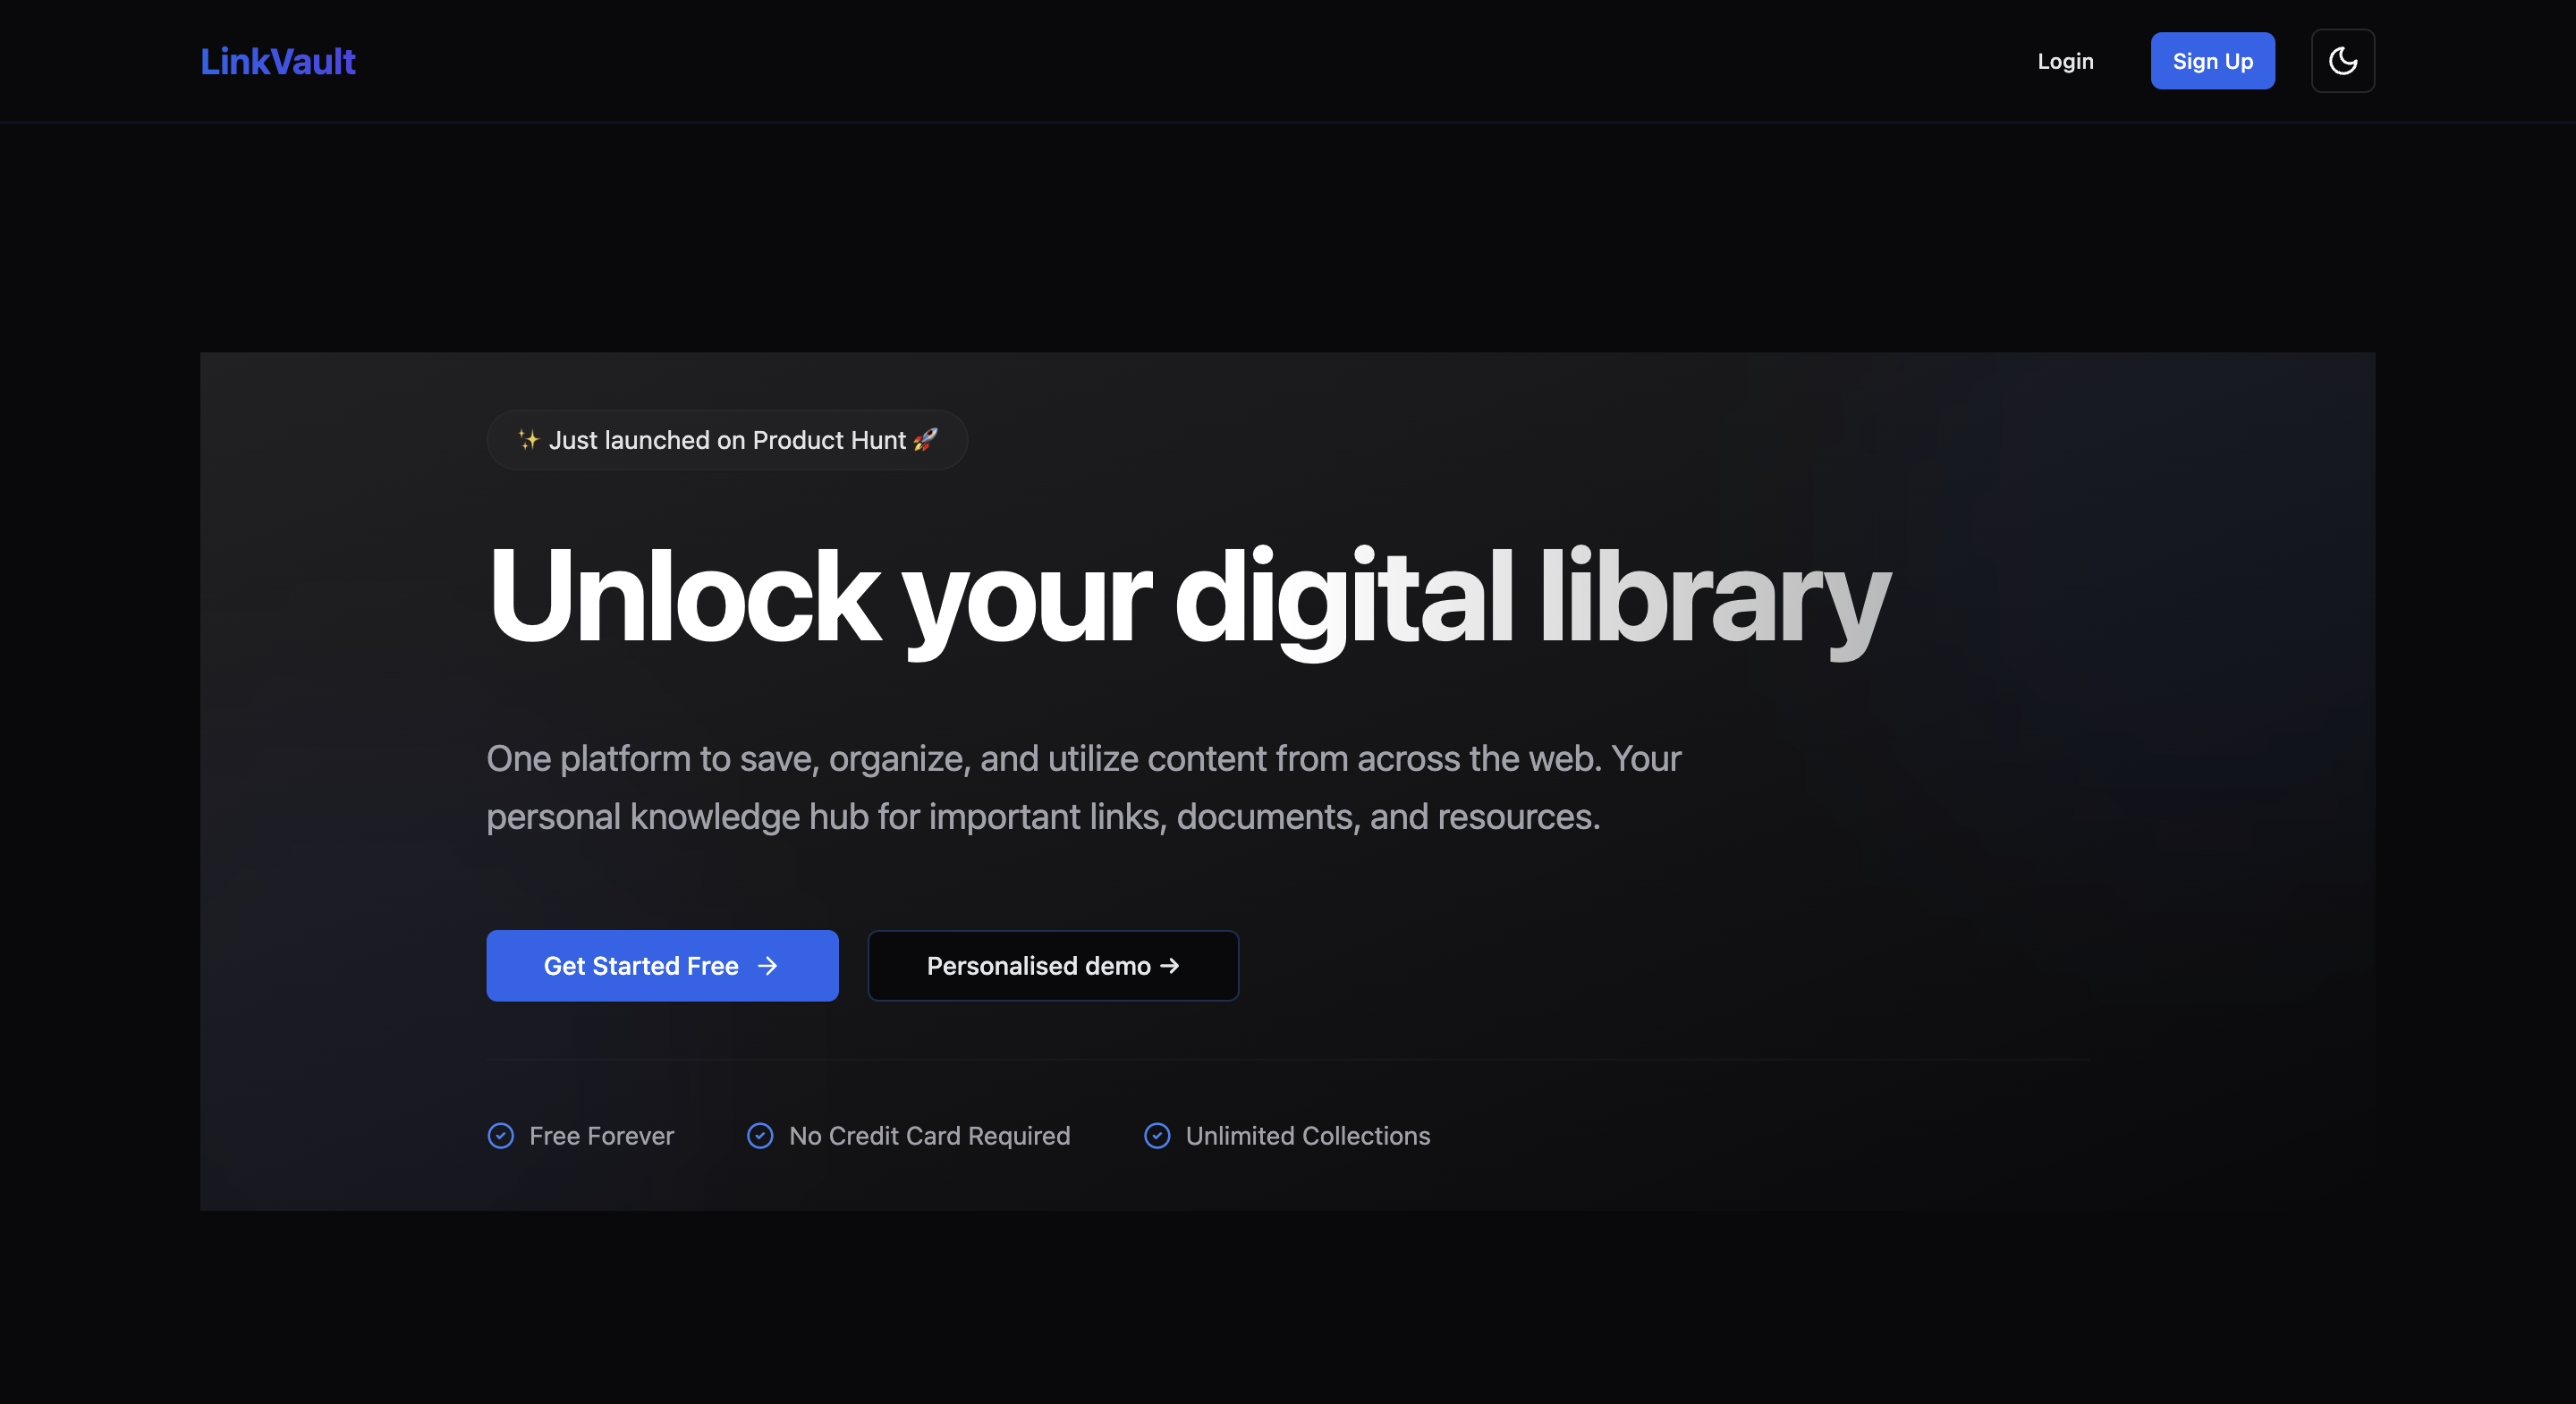 LinkVault
Login
Sign Up
✨ Just launched on Product Hunt 🚀
Unlock your digital library
One platform to save, organize, and utilize content from across the web. Your
personal knowledge hub for important links, documents, and resources.
Get Started Free →
Personalised demo →
Free Forever
No Credit Card Required
Unlimited Collections